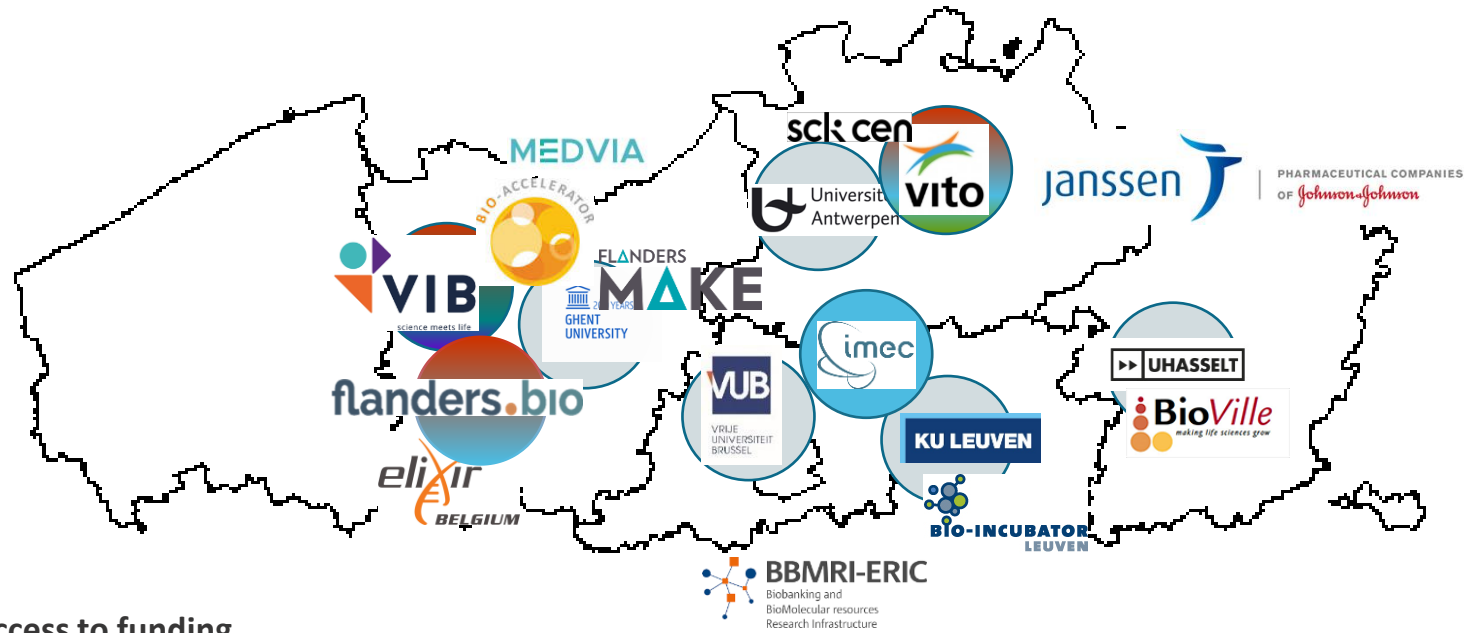 MEDVIA
BIO-ACCELERATOR
sck cen
Universit
Antwerpen
vito
janssen
PHARMACEUTICAL COMPANIES
OF Johnson & Johnson
VIB
science meets life
FLANDERS
MAKE
YEARS
GHENT
UNIVERSITY
flanders.bio
elixir
BELGIUM
VUB
VRIJE
UNIVERSITEIT
BRUSSEL
imec
KU LEUVEN
BIO-INCUBATOR
LEUVEN
UHASSELT
BioVille
making life sciences grow
BBMRI-ERIC
Biobanking and
BioMolecular resources
Research Infrastructure
ccess to funding